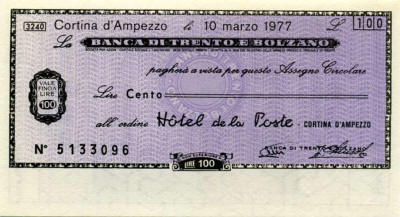 3240 Cortina d'Ampezzo li 10 marzo 1977 £ 100
La BANCA DI TRENTO E BOLZANO
pagherà a vista per questo Assegno Circolare
VALE FINO A LIRE 100
Lire Cento
all'ordine Hôtel de la Poste - CORTINA D'AMPEZZO
N° 5133096
LIRE 100
BANCA DI TRENTO E BOLZANO